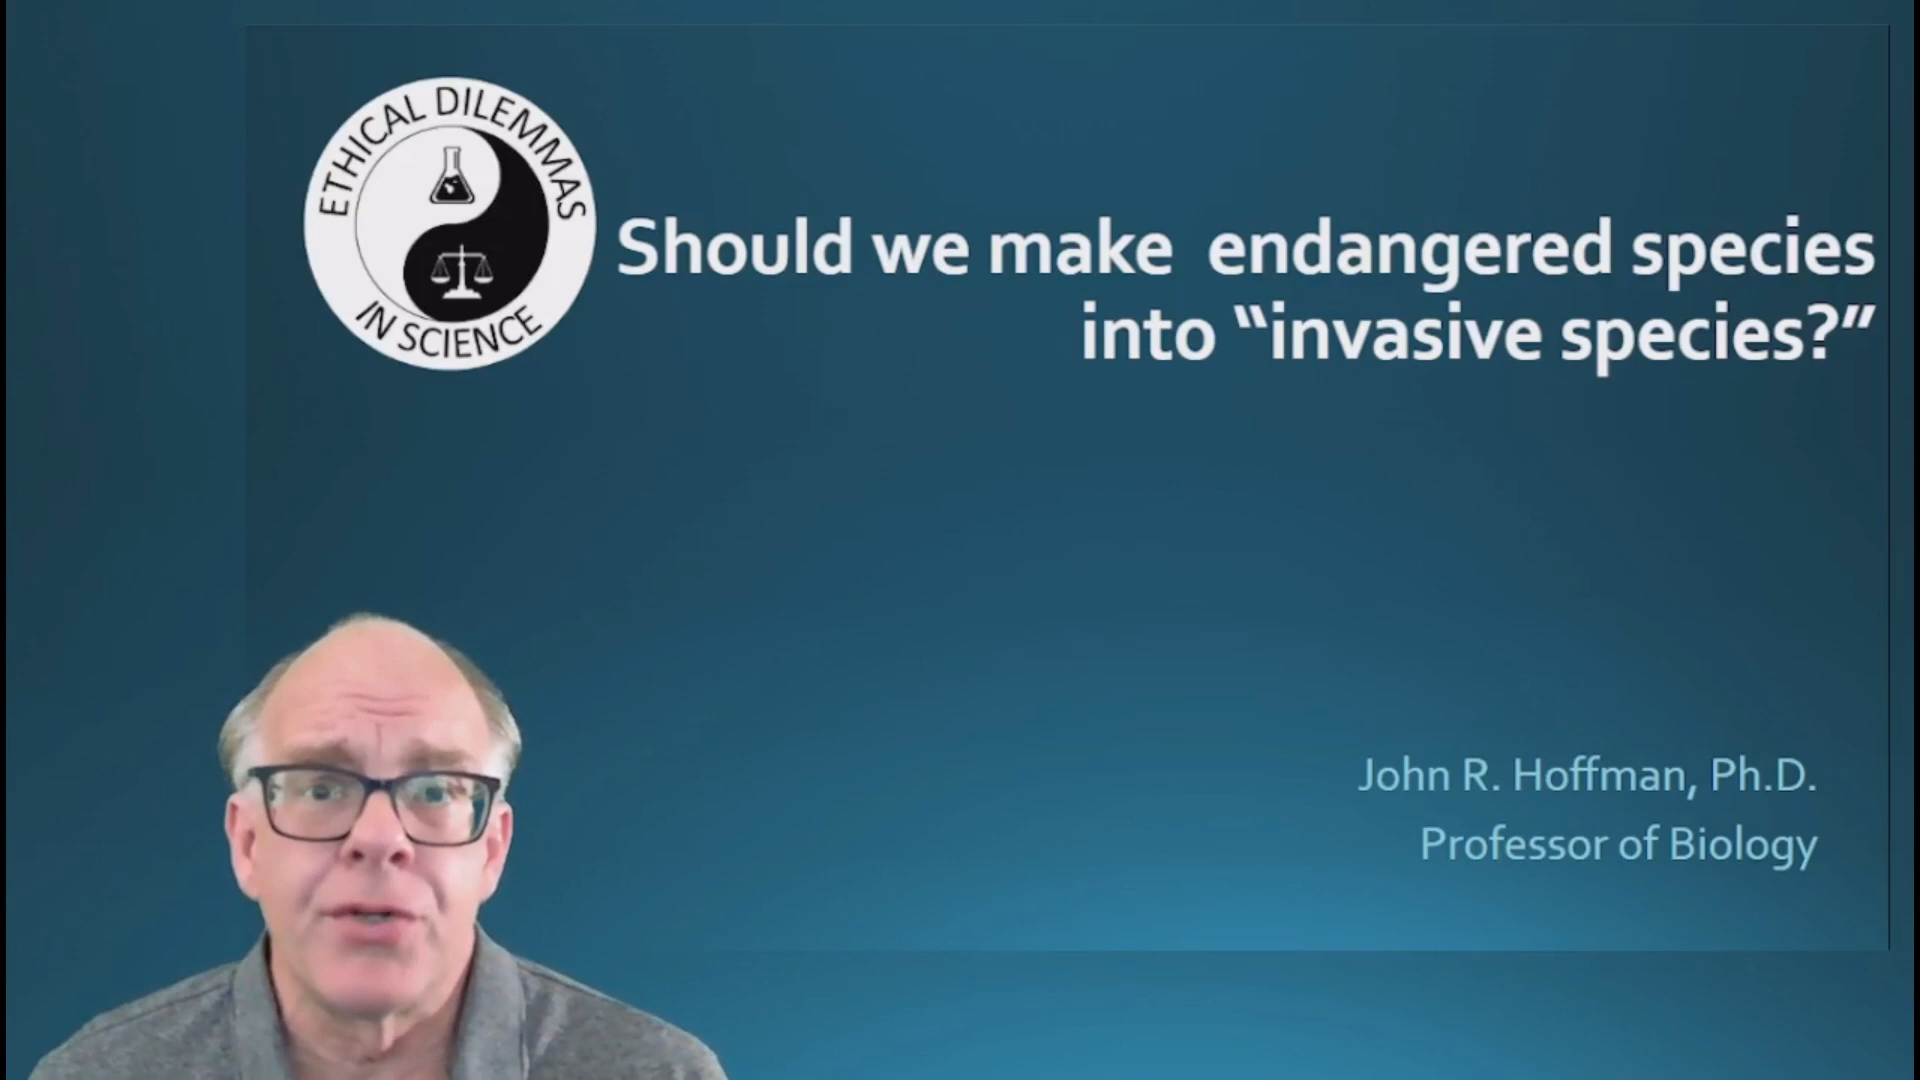 ETHICAL DILEMMAS
IN SCIENCE
Should we make endangered species
into “invasive species?”
John R. Hoffman, Ph.D.
Professor of Biology